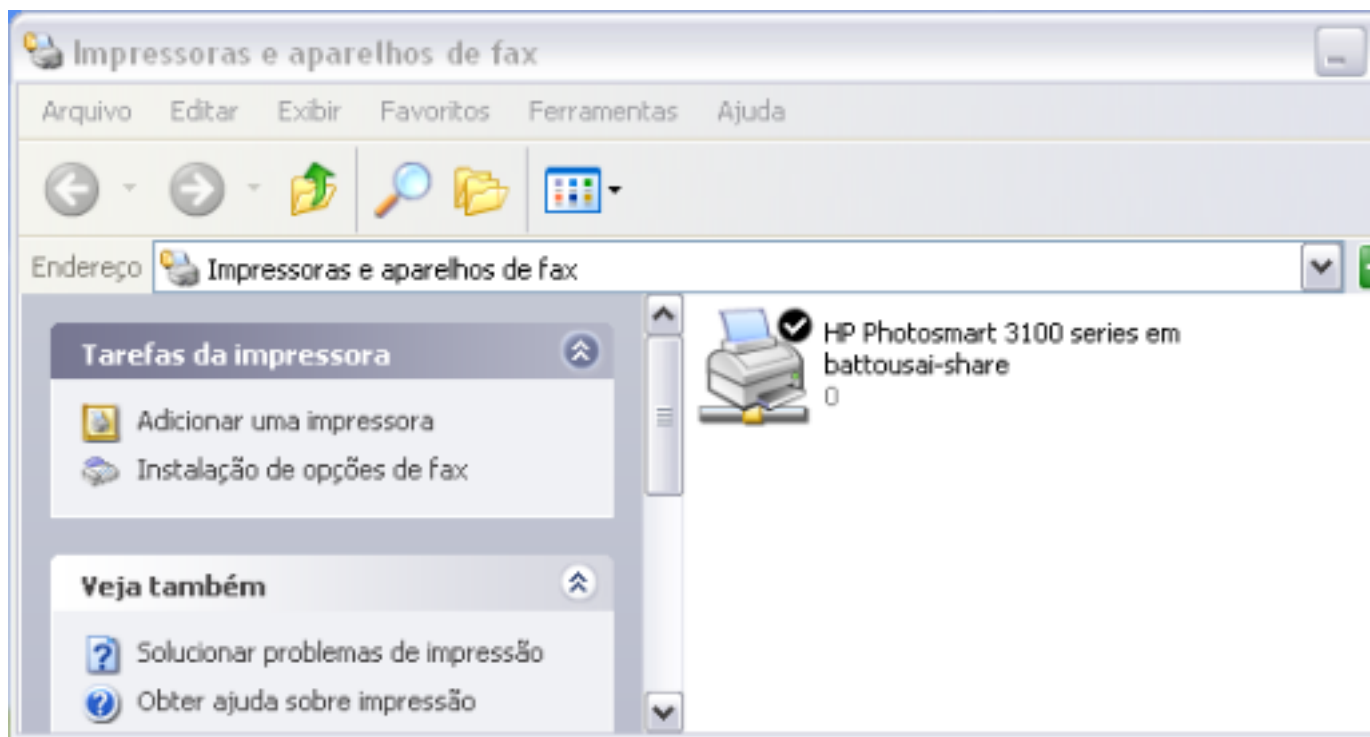 Impressoras e aparelhos de fax
Arquivo Editar Exibir Favoritos Ferramentas Ajuda
Endereço Impressoras e aparelhos de fax
Tarefas da impressora
Adicionar uma impressora
Instalação de opções de fax
Veja também
Solucionar problemas de impressão
Obter ajuda sobre impressão
HP Photosmart 3100 series em
battousai-share
0